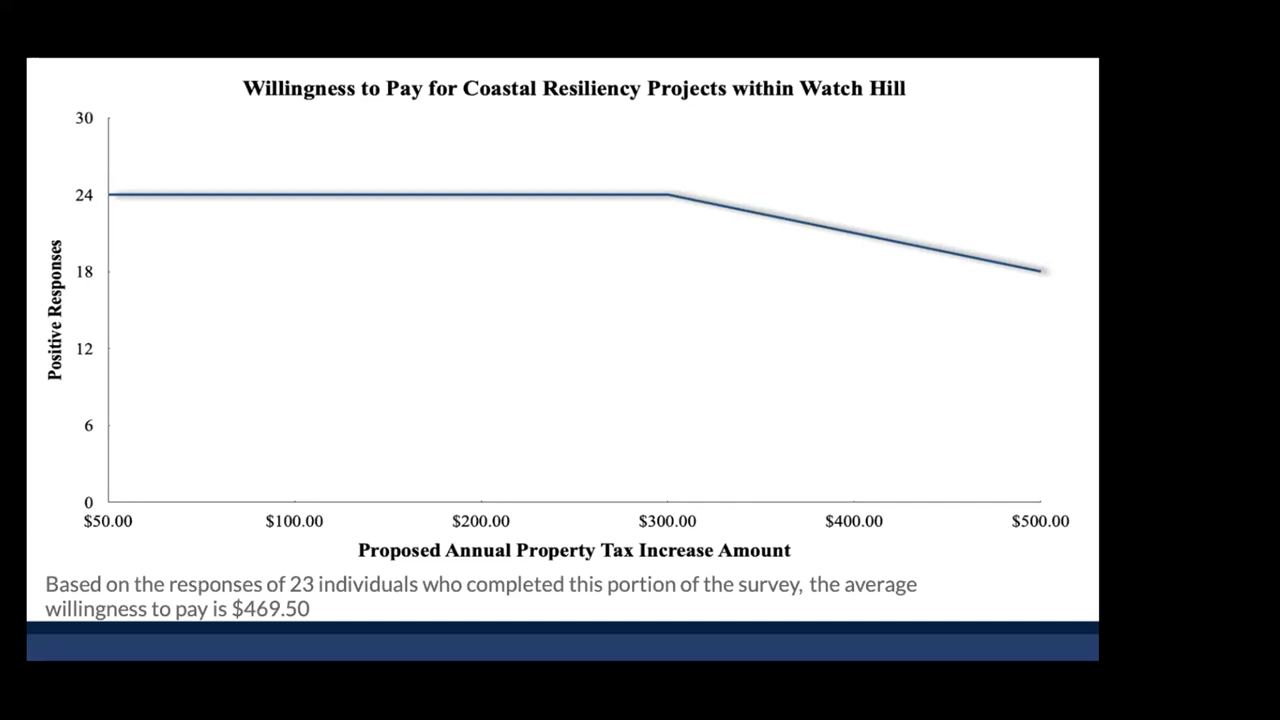 Willingness to Pay for Coastal Resiliency Projects within Watch Hill
30
24
18
12
6
0
Positive Responses
$50.00 $100.00 $200.00 $300.00 $400.00 $500.00
Proposed Annual Property Tax Increase Amount
Based on the responses of 23 individuals who completed this portion of the survey, the average
willingness to pay is $469.50